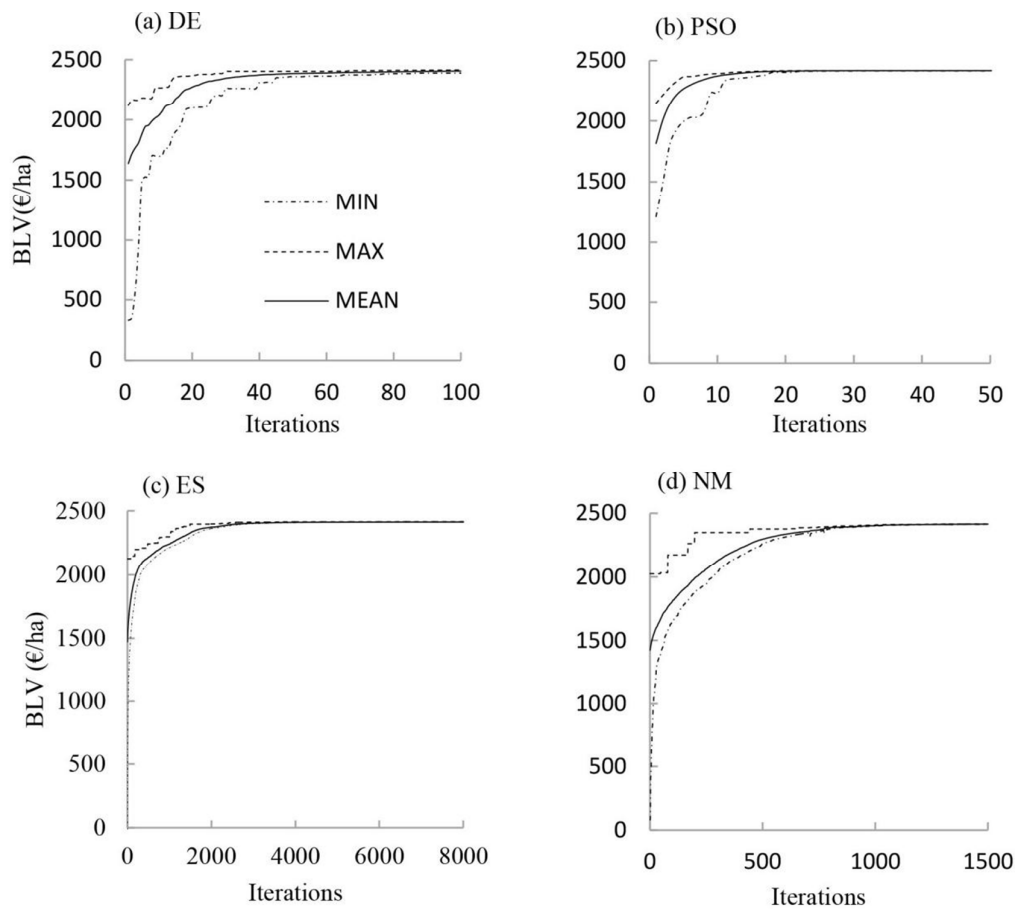 (a) DE
BLV(€/ha)
2500
2000
1500
1000
500
0
MIN
MAX
MEAN
0 20 40 60 80 100
Iterations
(b) PSO
2500
2000
1500
1000
500
0
0 10 20 30 40 50
Iterations
(c) ES
BLV (€/ha)
2500
2000
1500
1000
500
0
0 2000 4000 6000 8000
Iterations
(d) NM
2500
2000
1500
1000
500
0
0 500 1000 1500
Iterations